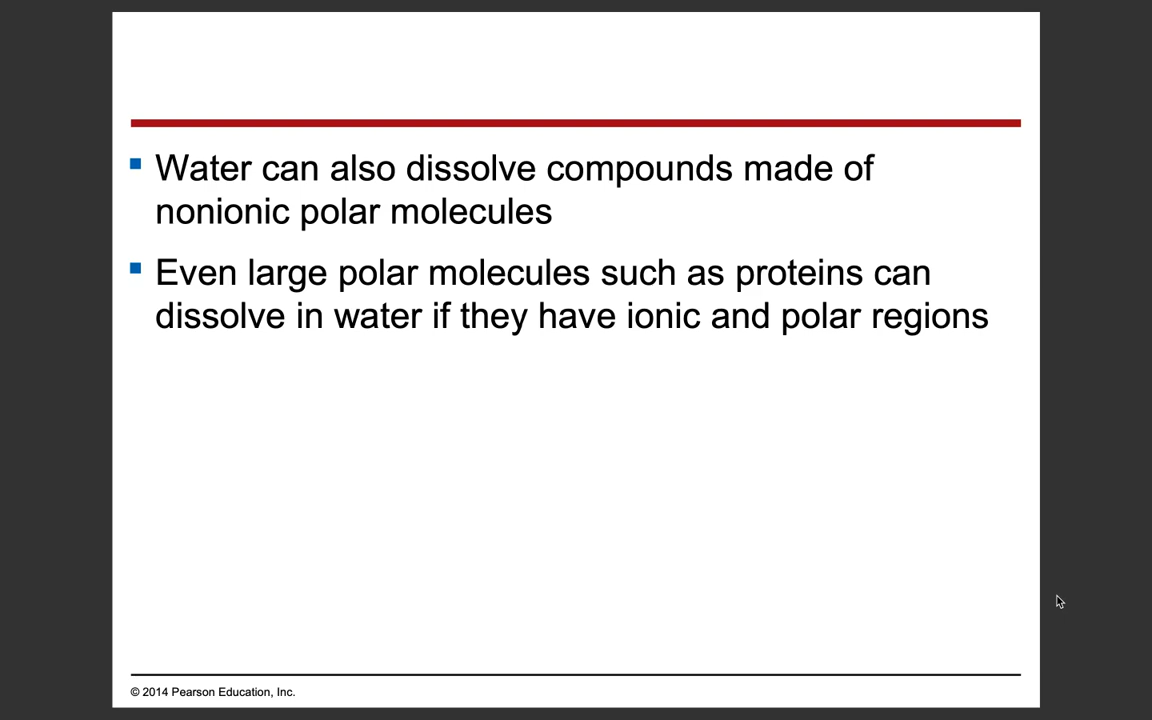 Water can also dissolve compounds made of
nonionic polar molecules
Even large polar molecules such as proteins can
dissolve in water if they have ionic and polar regions
© 2014 Pearson Education, Inc.